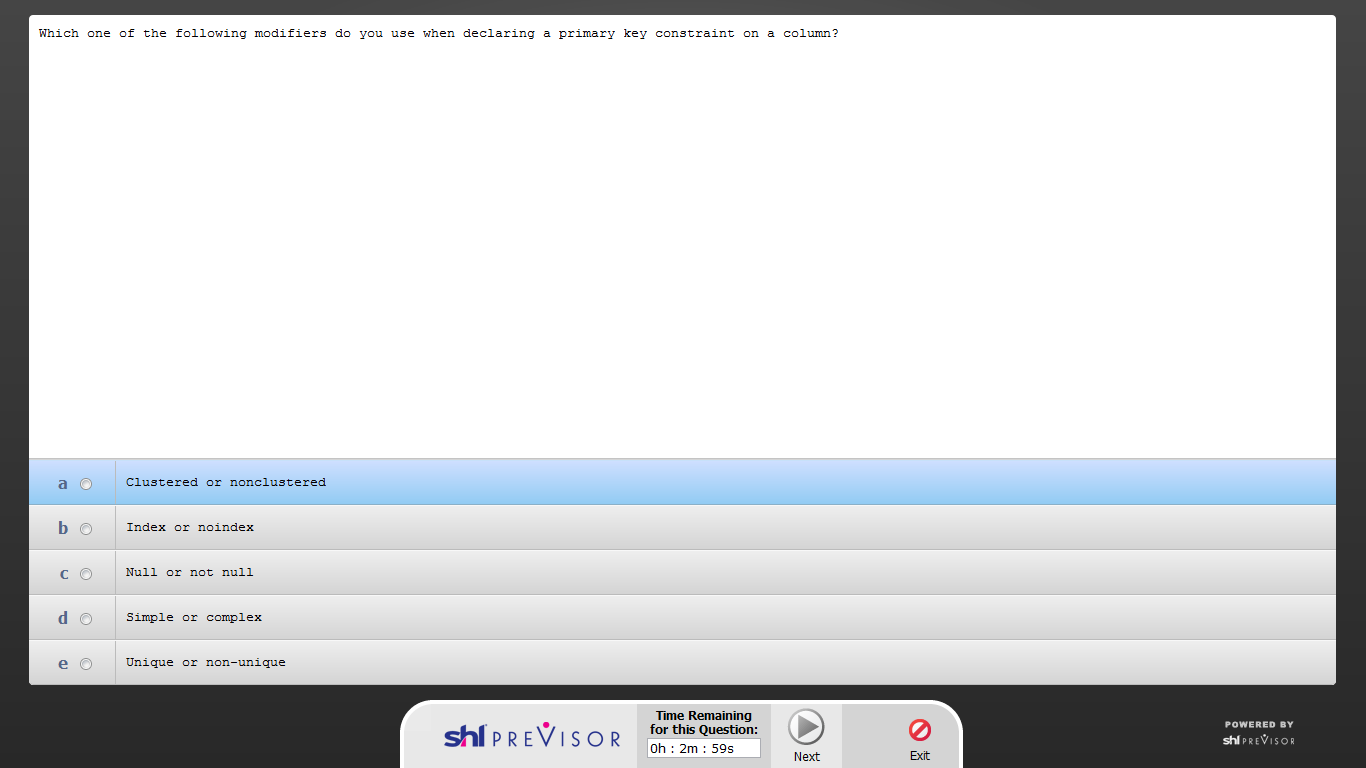 Which one of the following modifiers do you use when declaring a primary key constraint on a column?
a Clustered or nonclustered
b Index or noindex
c Null or not null
d Simple or complex
e Unique or non-unique
shl PREVISOR
Time Remaining
for this Question:
0h : 2m : 59s
Next
Exit
POWERED BY
shl PREVISOR